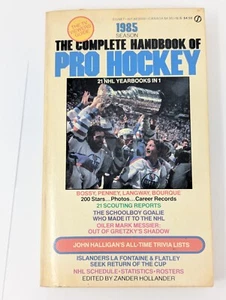 1985
SEASON
THE COMPLETE HANDBOOK OF
PRO HOCKEY
21 NHL YEARBOOKS IN 1
BOSSY, PENNEY, LANGWAY, BOURQUE
200 Stars...Photos...Career Records
21 SCOUTING REPORTS
THE SCHOOLBOY GOALIE
WHO MADE IT TO THE NHL
OILER MARK MESSIER:
OUT OF GRETZKY'S SHADOW
JOHN HALLIGAN'S ALL-TIME TRIVIA LISTS
ISLANDERS LA FONTAINE & FLATLEY
SEEK RETURN OF THE CUP
NHL SCHEDULE•STATISTICS•ROSTERS
EDITED BY ZANDER HOLLANDER